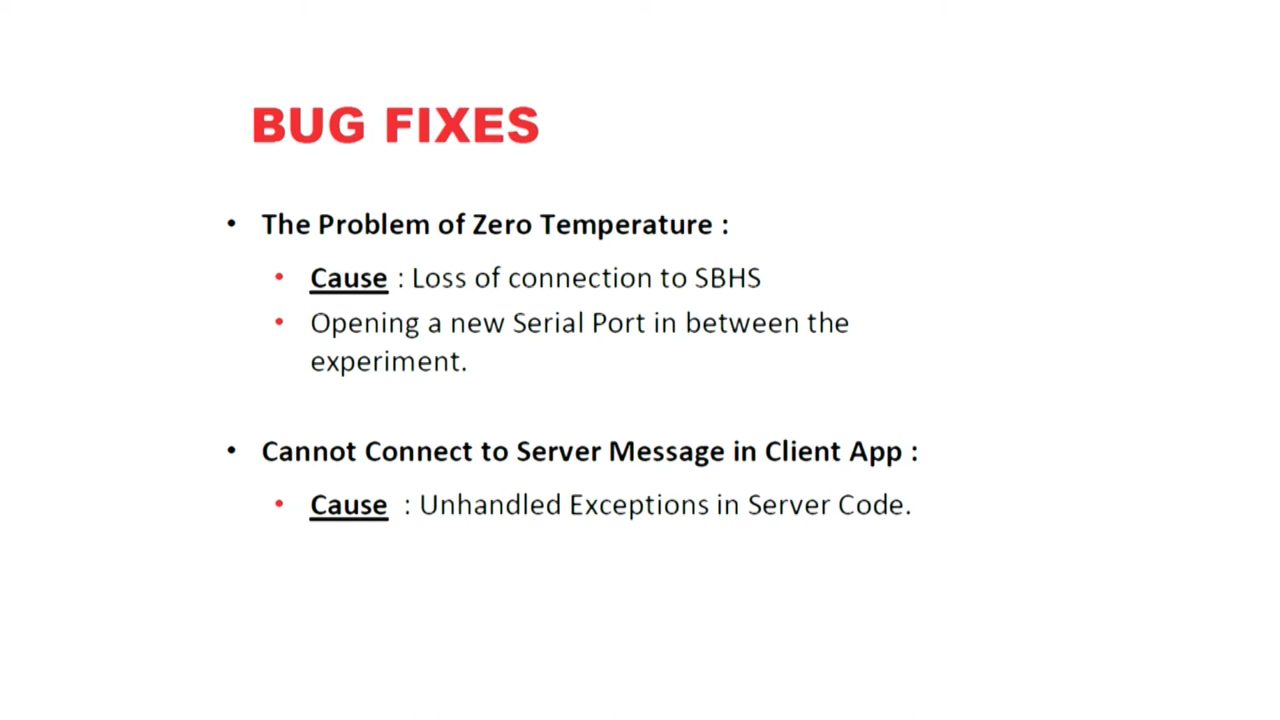 BUG FIXES
• The Problem of Zero Temperature :
• Cause : Loss of connection to SBHS
• Opening a new Serial Port in between the
experiment.
• Cannot Connect to Server Message in Client App :
• Cause : Unhandled Exceptions in Server Code.